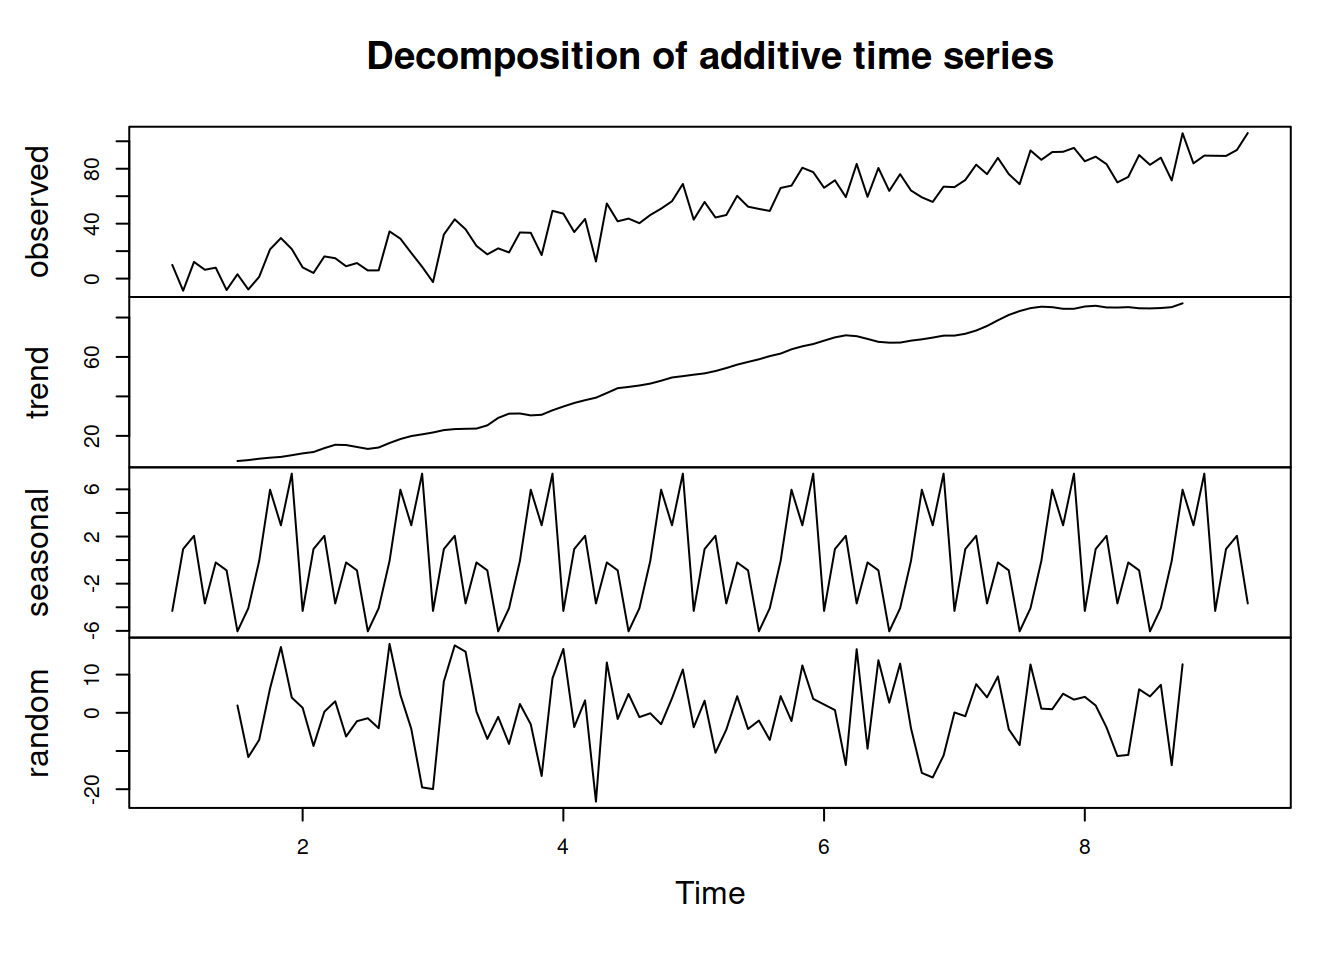 Decomposition of additive time series
observed
0 40 80
trend
20 60
seasonal
-6 -2 2 6
random
-20 0 10
2 4 6 8
Time